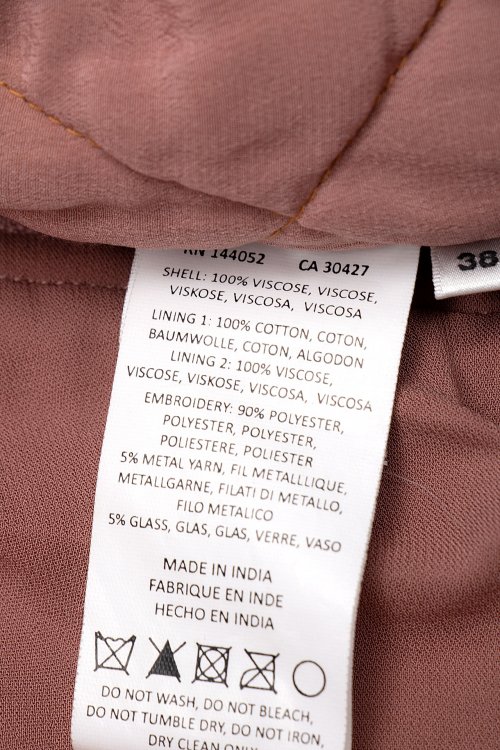 RN 144052 CA 30427
38
SHELL: 100% VISCOSE, VISCOSE,
VISKOSE, VISCOSA, VISCOSA
LINING 1: 100% COTTON, COTON,
BAUMWOLLE, COTON, ALGODON
LINING 2: 100% VISCOSE,
VISCOSE, VISKOSE, VISCOSA, VISCOSA
EMBROIDERY: 90% POLYESTER,
POLYESTER, POLYESTER,
POLIESTERE, POLIESTER
5% METAL YARN, FIL METALLLIQUE,
METALLGARNE, FILATI DI METALLO,
FILO METALICO
5% GLASS, GLAS, GLAS, VERRE, VASO
MADE IN INDIA
FABRIQUE EN INDE
HECHO EN INDIA
DO NOT WASH, DO NOT BLEACH,
DO NOT TUMBLE DRY, DO NOT IRON,
DRY CLEAN ONLY